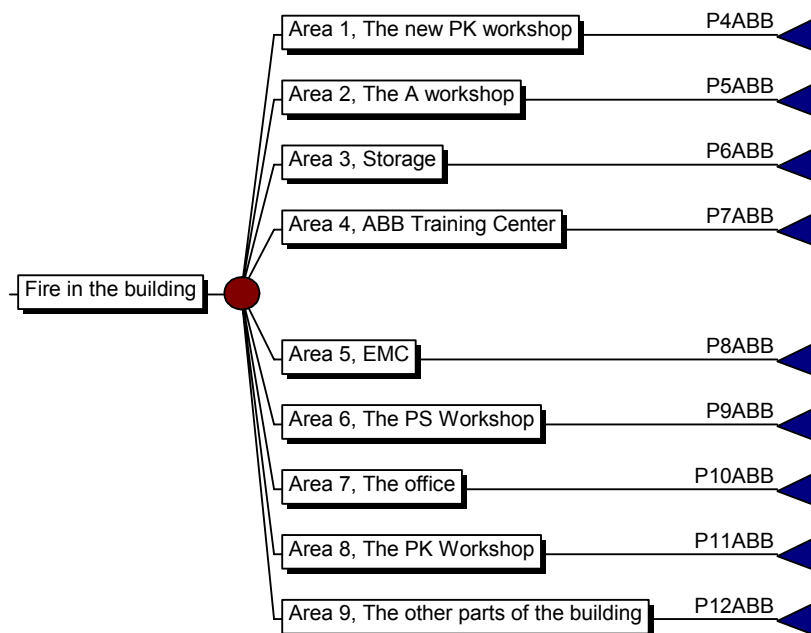 Area 1, The new PK workshop
P4ABB
Area 2, The A workshop
P5ABB
Area 3, Storage
P6ABB
Area 4, ABB Training Center
P7ABB
Fire in the building
Area 5, EMC
P8ABB
Area 6, The PS Workshop
P9ABB
Area 7, The office
P10ABB
Area 8, The PK Workshop
P11ABB
Area 9, The other parts of the building
P12ABB